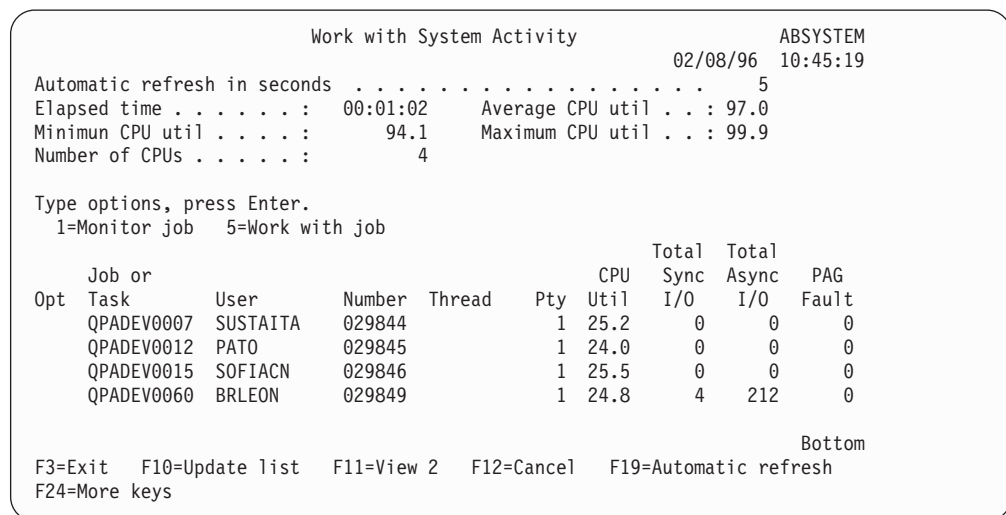 Work with System Activity ABSYSTEM
02/08/96 10:45:19
Automatic refresh in seconds . . . . . . . . . . . . . . . . . 5
Elapsed time . . . . . . : 00:01:02 Average CPU util . . : 97.0
Minimun CPU util . . . . : 94.1 Maximum CPU util . . : 99.9
Number of CPUs . . . . . : 4
Type options, press Enter.
1=Monitor job 5=Work with job
Total Total
Job or CPU Sync Async PAG
Opt Task User Number Thread Pty Util I/O I/O Fault
QPADEV0007 SUSTAITA 029844 1 25.2 0 0 0
QPADEV0012 PATO 029845 1 24.0 0 0 0
QPADEV0015 SOFIACN 029846 1 25.5 0 0 0
QPADEV0060 BRLEON 029849 1 24.8 4 212 0
Bottom
F3=Exit F10=Update list F11=View 2 F12=Cancel F19=Automatic refresh
F24=More keys